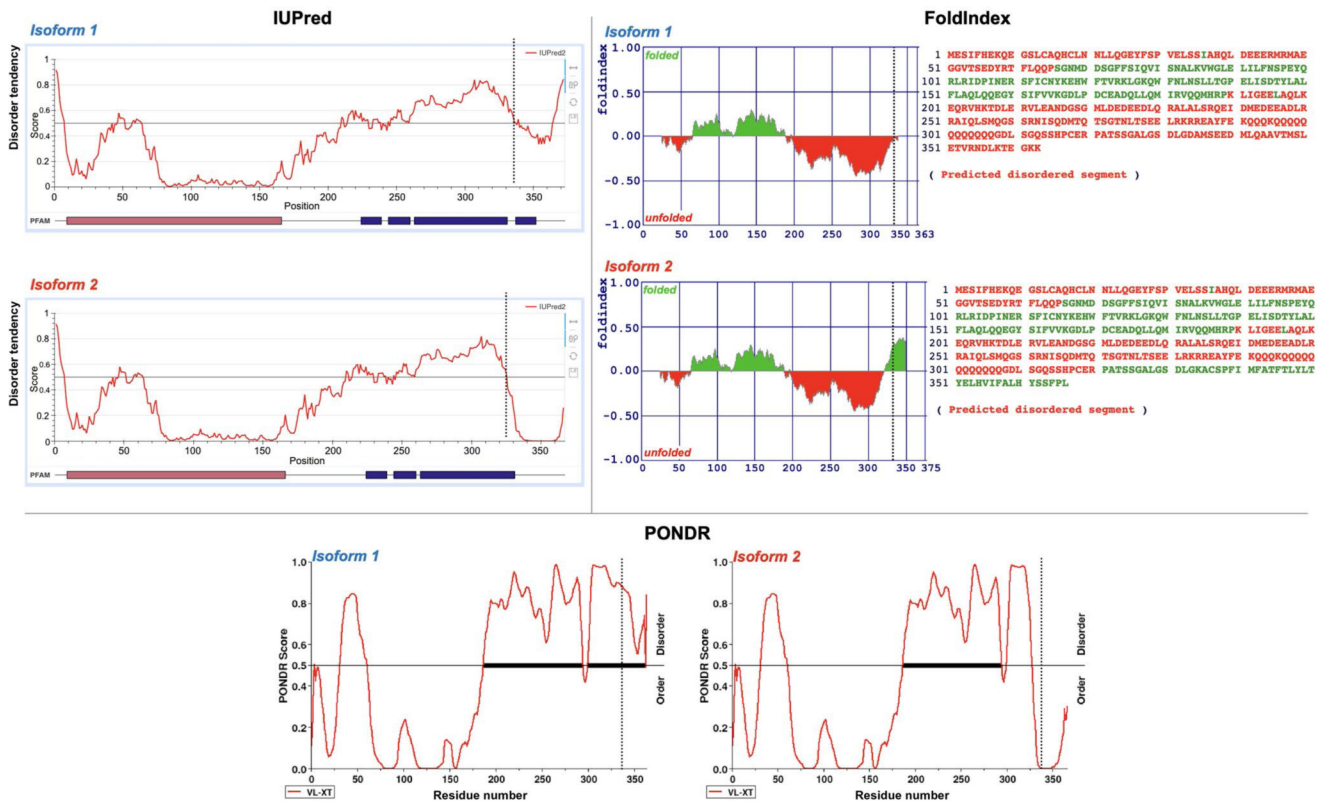 IUPred
Isoform 1
IUPred2
Disorder tendency
Score
1
0.8
0.6
0.4
0.2
0
0 50 100 150 200 250 300 350
Position
PFAM
Isoform 2
IUPred2
Disorder tendency
Score
1
0.8
0.6
0.4
0.2
0
0 50 100 150 200 250 300 350
Position
PFAM
FoldIndex
Isoform 1
foldindex
1.00
0.50
0.00
-0.50
-1.00
folded
unfolded
0 50 100 150 200 250 300 350 363
1 MESIFHEKQE GSLCAQHCLN NLLQGEYFSP VELSSIAHQL DEEERMRMAE
51 GGVTSEDYRT FLQQPSGNMD DSGFFSIQVI SNALKVWGLE LILFNSPEYQ
101 RLRIDPINER SFICNYKEHW FTVRKLGKQW FNLNSLLTGP ELISDTYLAL
151 FLAQLQQEGY SIFVVKGDLP DCEADQLLQM IRVQQMHRPK LIGEELAQLK
201 EQRVHKTDLE RVLEANDGSG MLDEDEEDLQ RALALSRQEI DMEDEEADLR
251 RAIQLSMQGS SRNISQDMTQ TSGTNLTSEE LRKRREAYFE KQQQKQQQQQ
301 QQQQQQQGDL SGQSSHPCER PATSSGALGS DLGDAMSEED MLQAAVTMSL
351 ETVRNDLKTE GKK
( Predicted disordered segment )
Isoform 2
foldindex
1.00
0.50
0.00
-0.50
-1.00
folded
unfolded
0 50 100 150 200 250 300 350 375
1 MESIFHEKQE GSLCAQHCLN NLLQGEYFSP VELSSIAHQL DEEERMRMAE
51 GGVTSEDYRT FLQQPSGNMD DSGFFSIQVI SNALKVWGLE LILFNSPEYQ
101 RLRIDPINER SFICNYKEHW FTVRKLGKQW FNLNSLLTGP ELISDTYLAL
151 FLAQLQQEGY SIFVVKGDLP DCEADQLLQM IRVQQMHRPK LIGEELAQLK
201 EQRVHKTDLE RVLEANDGSG MLDEDEEDLQ RALALSRQEI DMEDEEADLR
251 RAIQLSMQGS SRNISQDMTQ TSGTNLTSEE LRKRREAYFE KQQQKQQQQQ
301 QQQQQQQGDL SGQSSHPCER PATSSGALGS DLGKACSPFI MFATFTLYLT
351 YELHVIFALH YSSFPL
( Predicted disordered segment )
PONDR
Isoform 1
PONDR Score
1.0
0.8
0.6
0.5
0.4
0.2
0.0
Disorder
Order
0 50 100 150 200 250 300 350
VL-XT
Residue number
Isoform 2
PONDR Score
1.0
0.8
0.6
0.5
0.4
0.2
0.0
Disorder
Order
0 50 100 150 200 250 300 350
VL-XT
Residue number